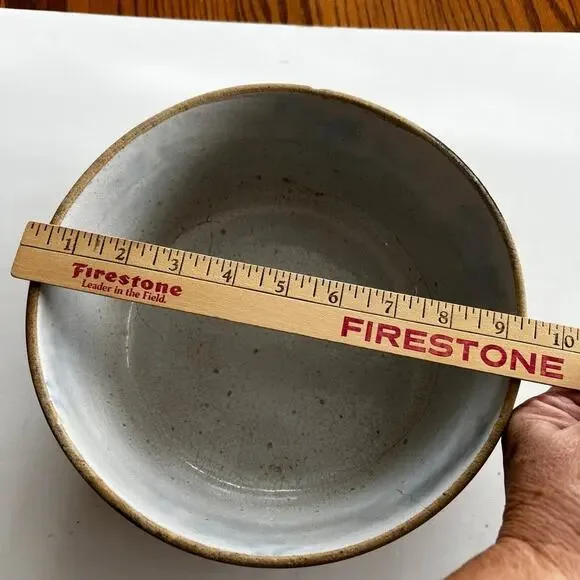 1 2 3 4 5 6 7 8 9 10
Firestone
Leader in the Field.
FIRESTONE